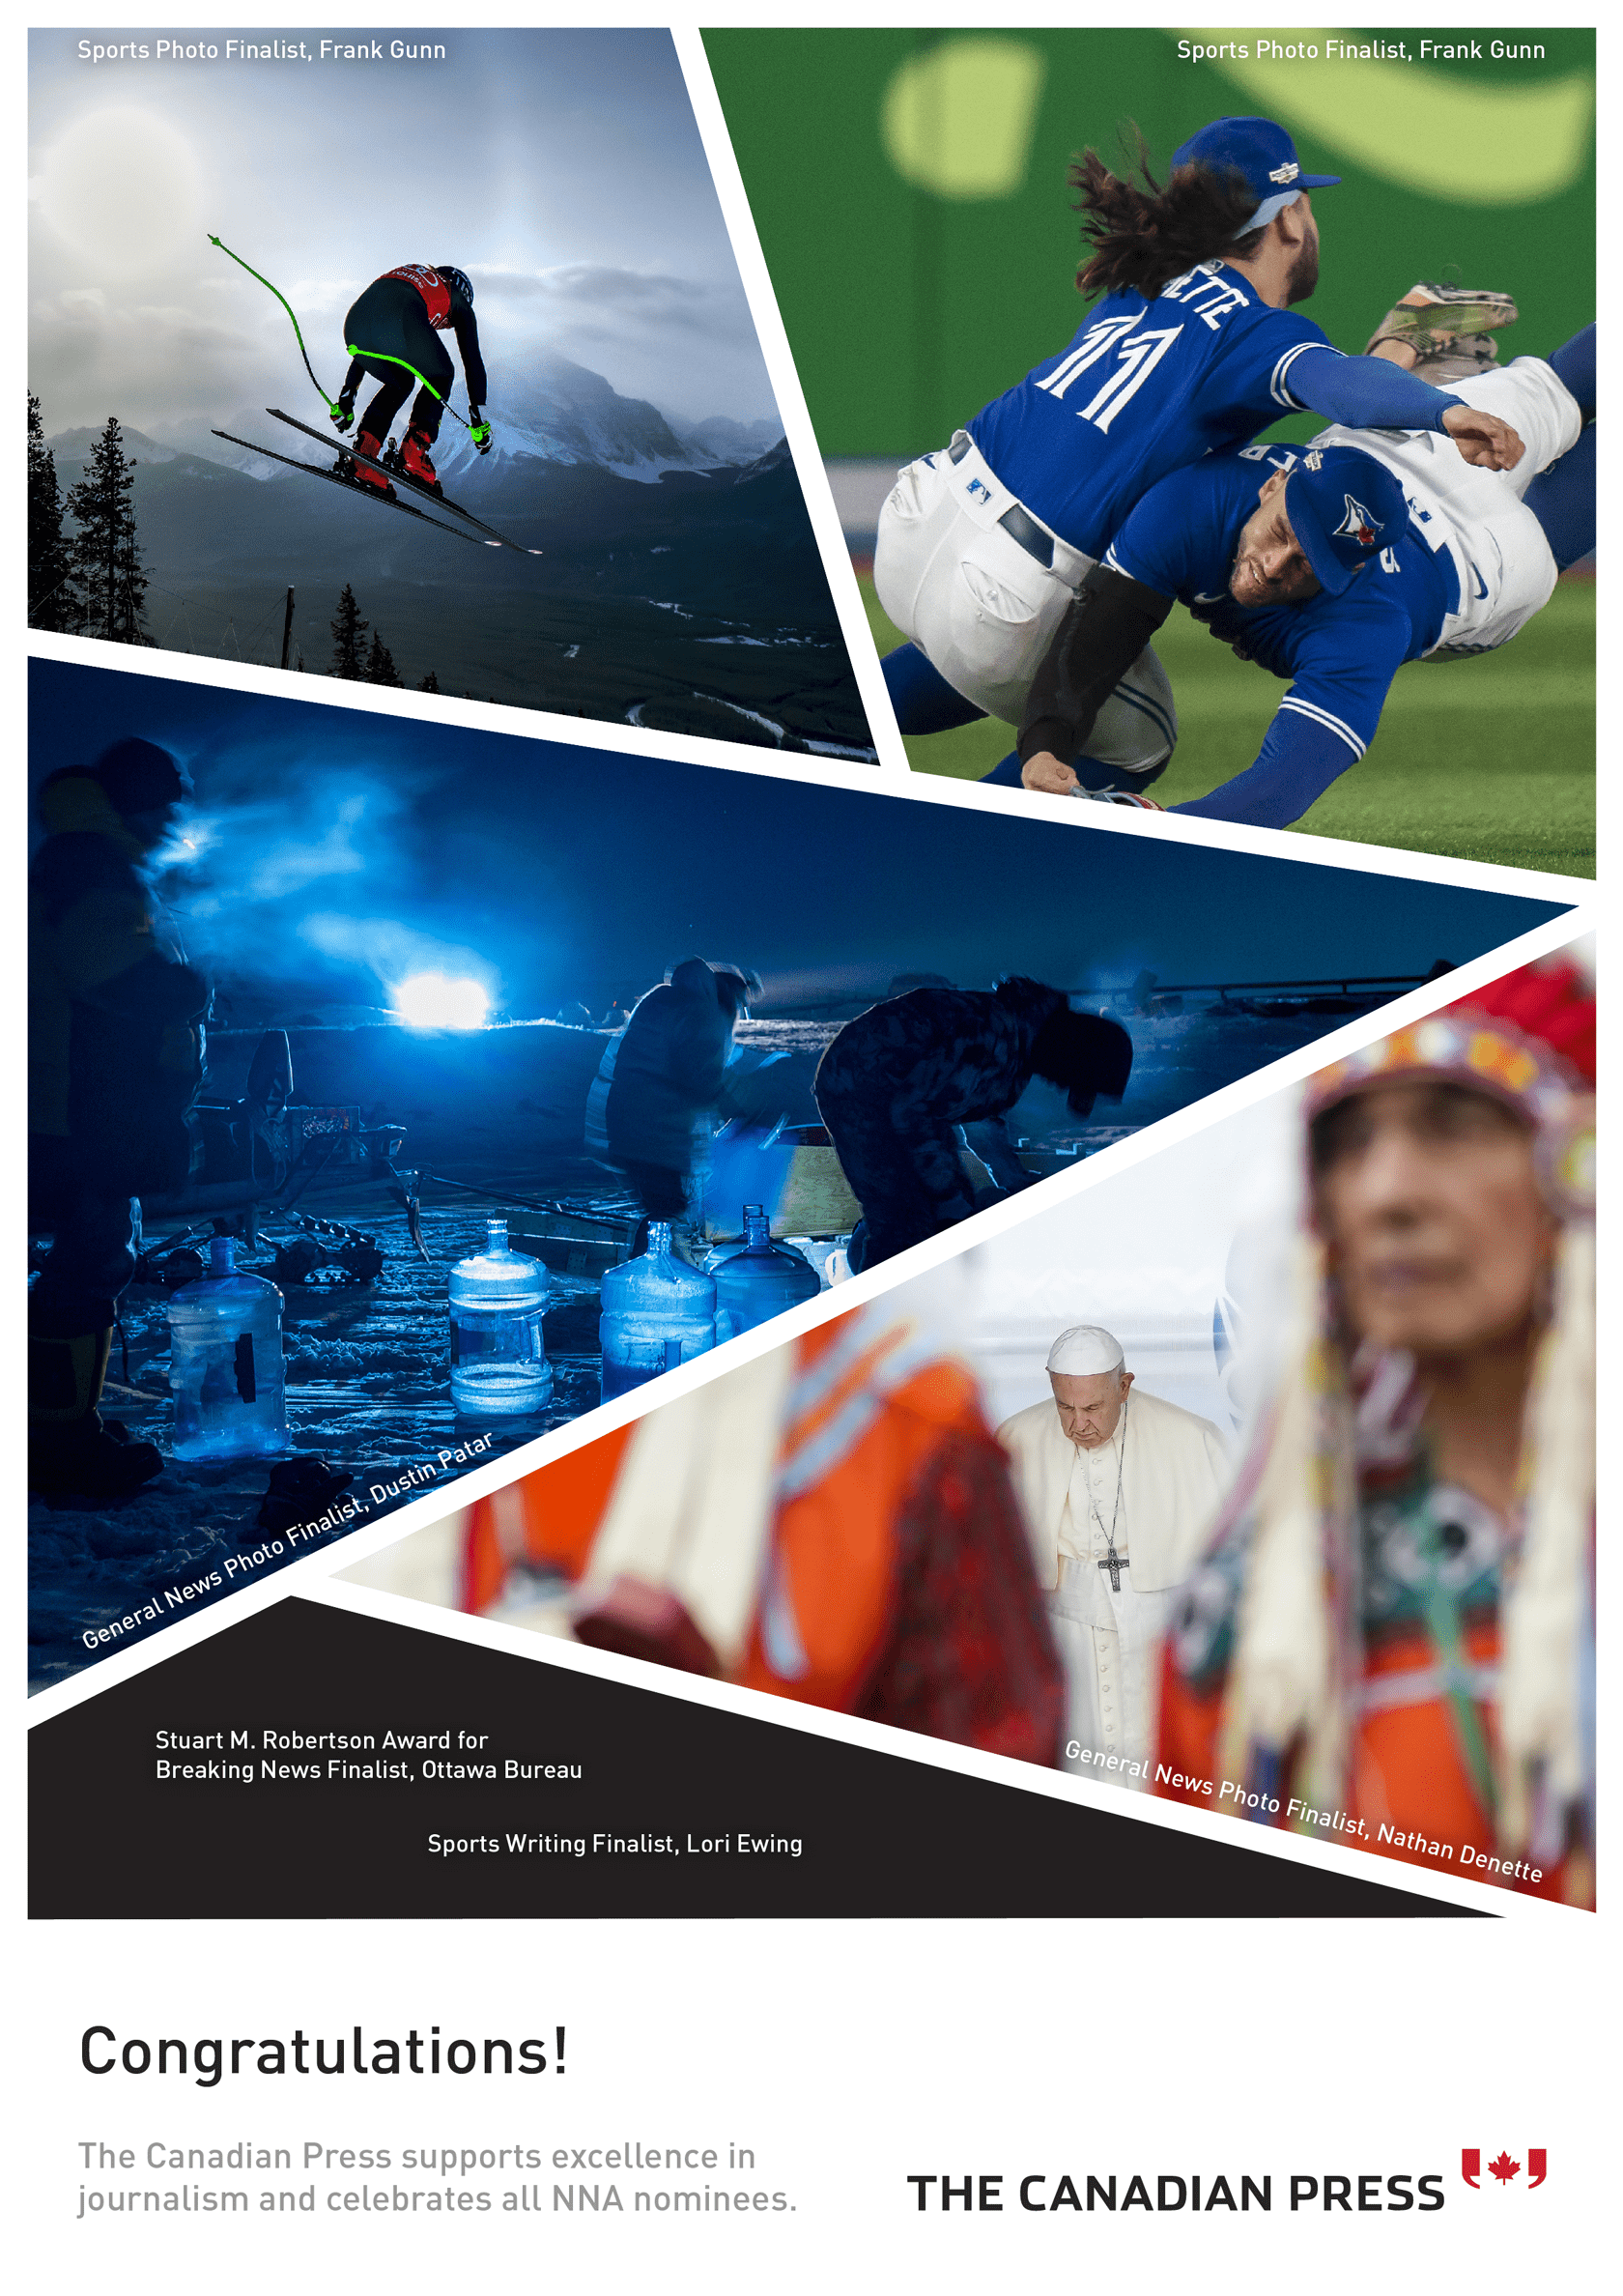 Sports Photo Finalist, Frank Gunn
Sports Photo Finalist, Frank Gunn
11
General News Photo Finalist, Dustin Patar
General News Photo Finalist, Nathan Denette
Stuart M. Robertson Award for
Breaking News Finalist, Ottawa Bureau
Sports Writing Finalist, Lori Ewing
Congratulations!
The Canadian Press supports excellence in
journalism and celebrates all NNA nominees.
THE CANADIAN PRESS